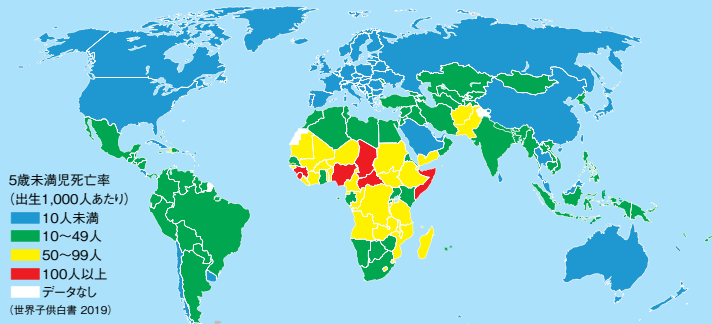 5歳未満児死亡率
(出生1,000人あたり)
10人未満
10〜49人
50〜99人
100人以上
データなし
(世界子供白書 2019)